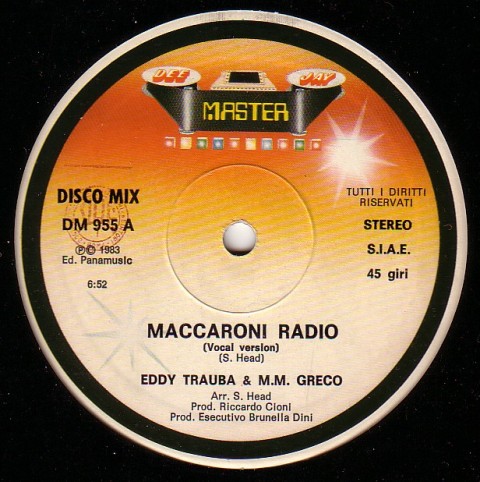 DEE JAY
MASTER
DISCO MIX
DM 955 A
℗© 1983
Ed. Panamusic
6:52
TUTTI I DIRITTI
RISERVATI
STEREO
S.I.A.E.
45 giri
MACCARONI RADIO
(Vocal version)
(S. Head)
EDDY TRAUBA & M.M. GRECO
Arr. S. Head
Prod. Riccardo Cioni
Prod. Esecutivo Brunella Dini